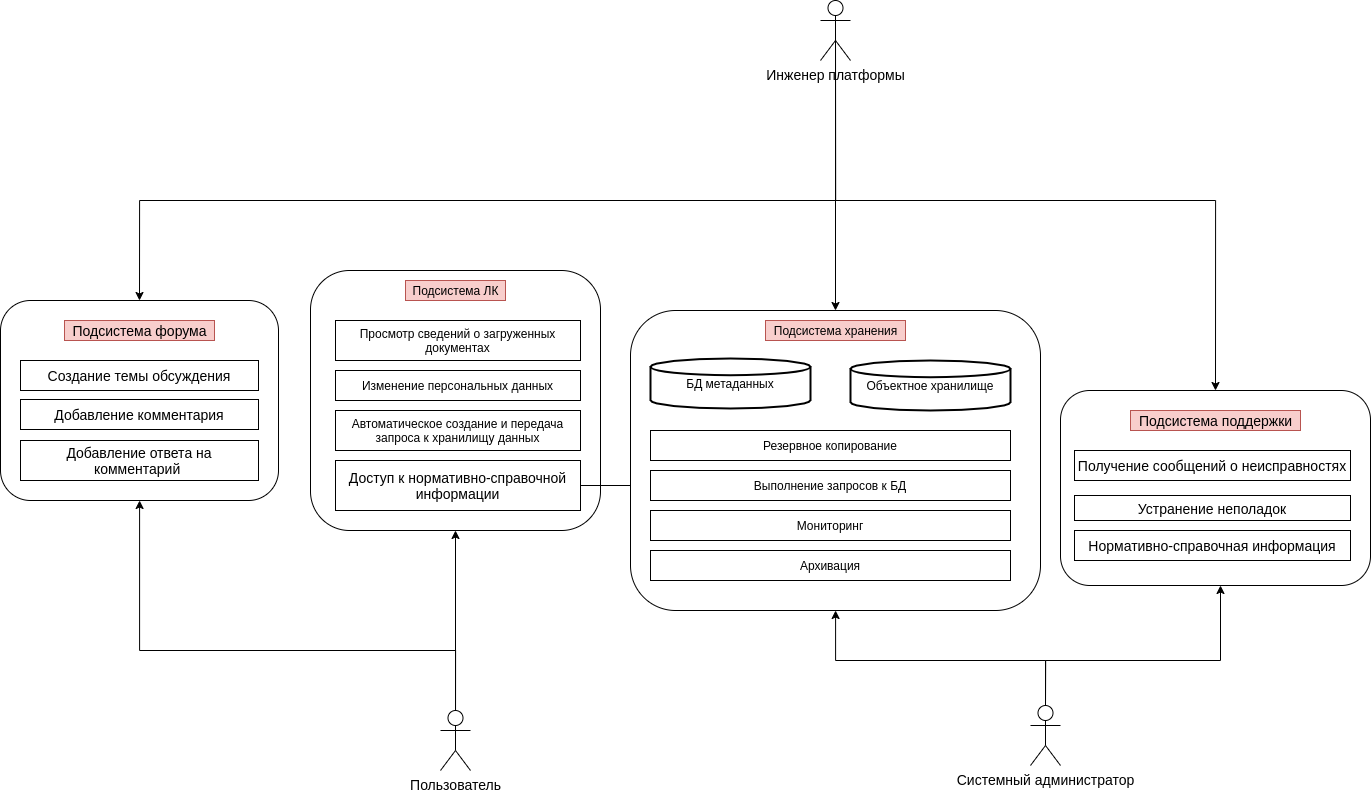 Инженер платформы
Подсистема форума
Создание темы обсуждения
Добавление комментария
Добавление ответа на
комментарий
Подсистема ЛК
Просмотр сведений о загруженных
документах
Изменение персональных данных
Автоматическое создание и передача
запроса к хранилищу данных
Доступ к нормативно-справочной
информации
Подсистема хранения
БД метаданных
Объектное хранилище
Резервное копирование
Выполнение запросов к БД
Мониторинг
Архивация
Подсистема поддержки
Получение сообщений о неисправностях
Устранение неполадок
Нормативно-справочная информация
Пользователь
Системный администратор